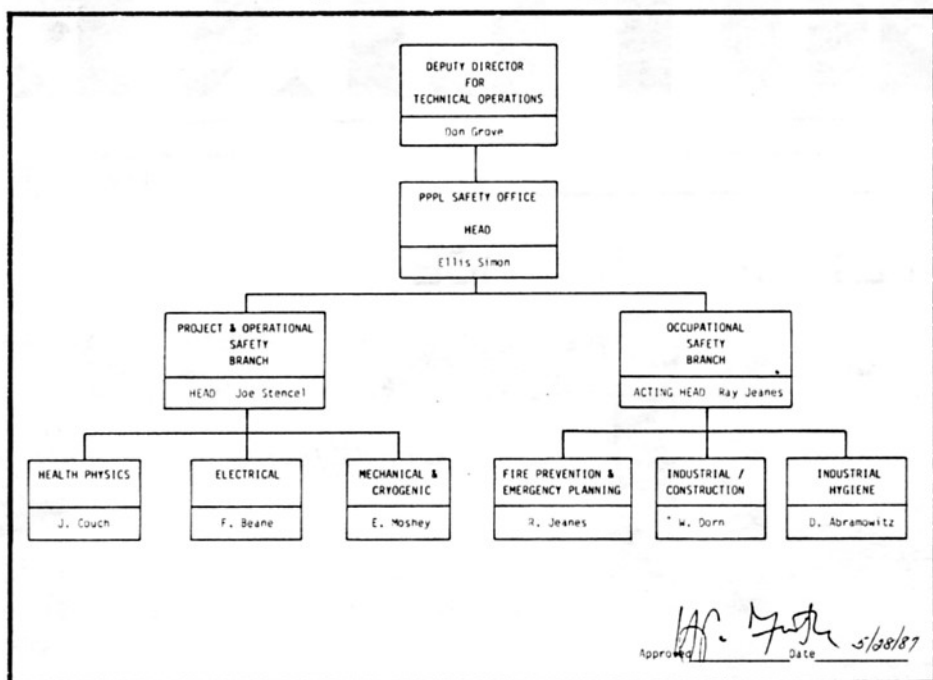 DEPUTY DIRECTOR
FOR
TECHNICAL OPERATIONS
Don Grove
PPPL SAFETY OFFICE
HEAD
Ellis Simon
PROJECT & OPERATIONAL
SAFETY
BRANCH
HEAD Joe Stencel
OCCUPATIONAL
SAFETY
BRANCH
ACTING HEAD Ray Jeanes
HEALTH PHYSICS
J. Couch
ELECTRICAL
F. Beane
MECHANICAL &
CRYOGENIC
E. Moshey
FIRE PREVENTION &
EMERGENCY PLANNING
R. Jeanes
INDUSTRIAL /
CONSTRUCTION
W. Dorn
INDUSTRIAL
HYGIENE
D. Abramowitz
Approved Date 5/28/87